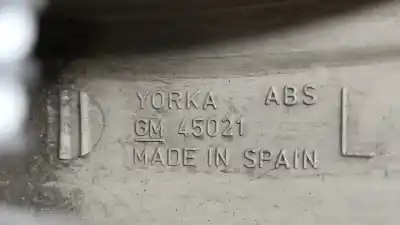 YORKA ABS
GM 45021
MADE IN SPAIN L